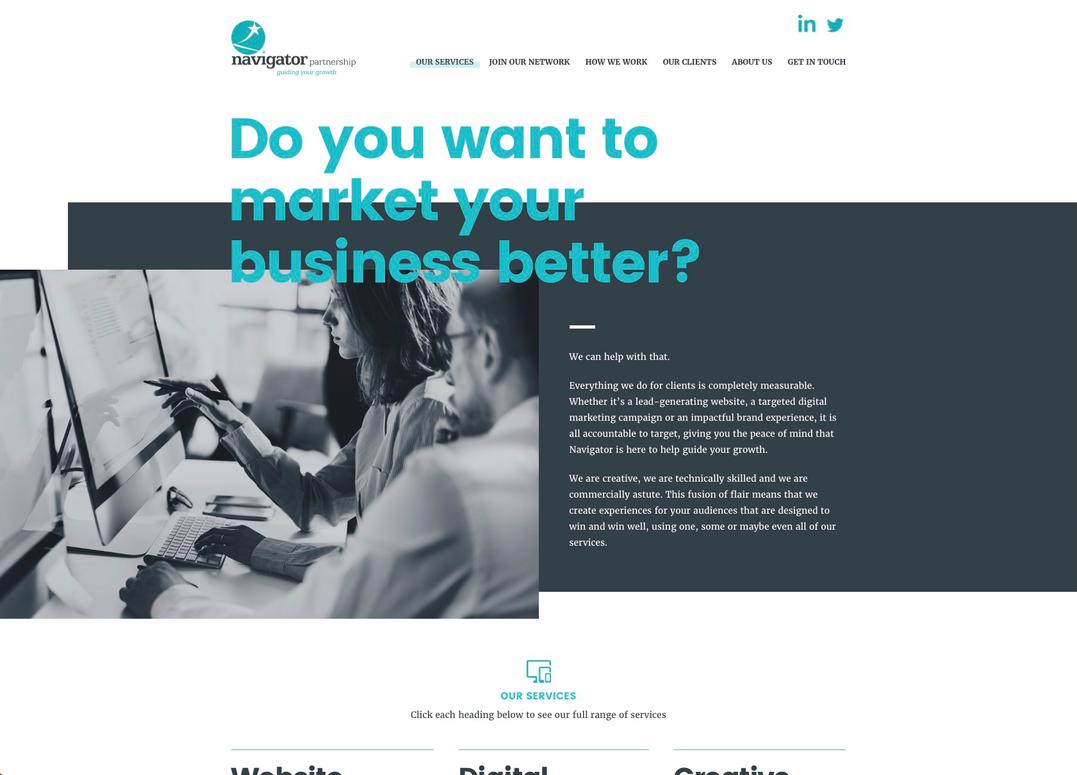 navigator partnership
guiding your growth
OUR SERVICES JOIN OUR NETWORK HOW WE WORK OUR CLIENTS ABOUT US GET IN TOUCH
Do you want to
market your
business better?
We can help with that.
Everything we do for clients is completely measurable.
Whether it's a lead-generating website, a targeted digital
marketing campaign or an impactful brand experience, it is
all accountable to target, giving you the peace of mind that
Navigator is here to help guide your growth.
We are creative, we are technically skilled and we are
commercially astute. This fusion of flair means that we
create experiences for your audiences that are designed to
win and win well, using one, some or maybe even all of our
services.
OUR SERVICES
Click each heading below to see our full range of services
Website Digital Creative